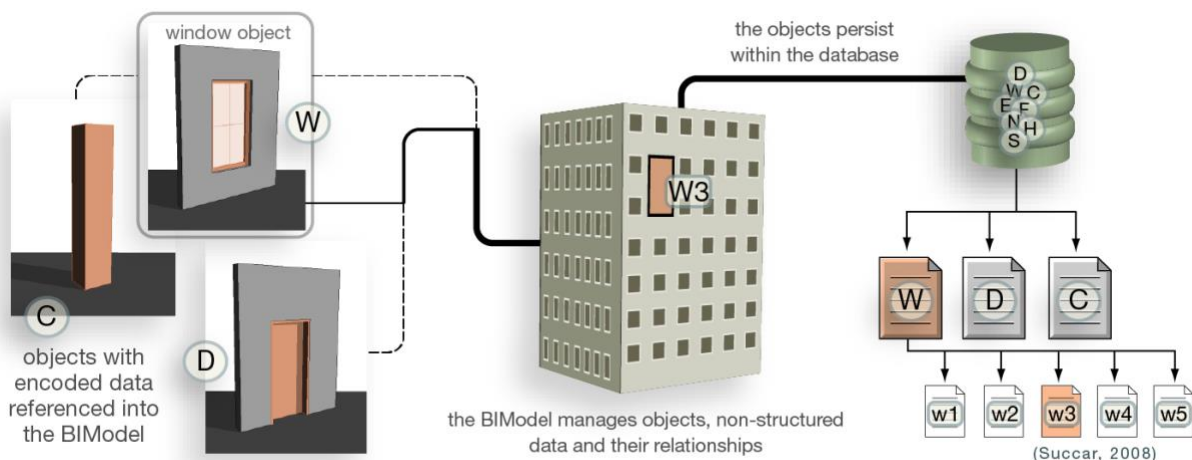 window object
W
C
objects with
encoded data
referenced into
the BIModel
D
W3
the BIModel manages objects, non-structured
data and their relationships
the objects persist
within the database
D
W C
E F
N H
S
W D C
w1 w2 w3 w4 w5
(Succar, 2008)